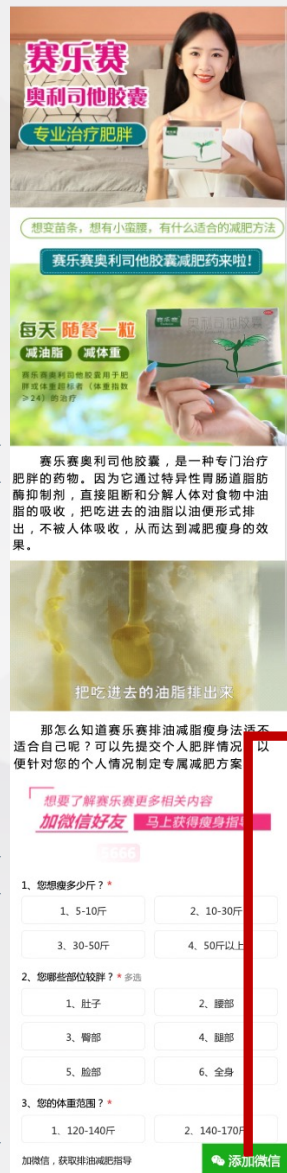 赛乐赛
奥利司他胶囊
专业治疗肥胖
想变苗条，想有小蛮腰，有什么适合的减肥方法
赛乐赛奥利司他胶囊减肥药来啦！
每天 随餐一粒
减油脂 减体重
赛乐赛奥利司他胶囊用于肥
胖或体重超标者（体重指数
≥24）的治疗
赛乐赛
奥利司他胶囊
赛乐赛奥利司他胶囊，是一种专门治疗
肥胖的药物。因为它通过特异性胃肠道脂肪
酶抑制剂，直接阻断和分解人体对食物中油
脂的吸收，把吃进去的油脂以油便形式排
出，不被人体吸收，从而达到减肥瘦身的效
果。
把吃进去的油脂排出来
那怎么知道赛乐赛排油减脂瘦身法适不
适合自己呢？可以先提交个人肥胖情况 以
便针对您的个人情况制定专属减肥方案
想要了解赛乐赛更多相关内容
加微信好友 马上获得瘦身指导
6666
1、您想瘦多少斤？*
1、5-10斤 2、10-30斤
3、30-50斤 4、50斤以上
2、您哪些部位较胖？* 多选
1、肚子 2、腰部
3、臀部 4、腿部
5、脸部 6、全身
3、您的体重范围？*
1、120-140斤 2、140-170斤
加微信，获取排油减肥指导 添加微信